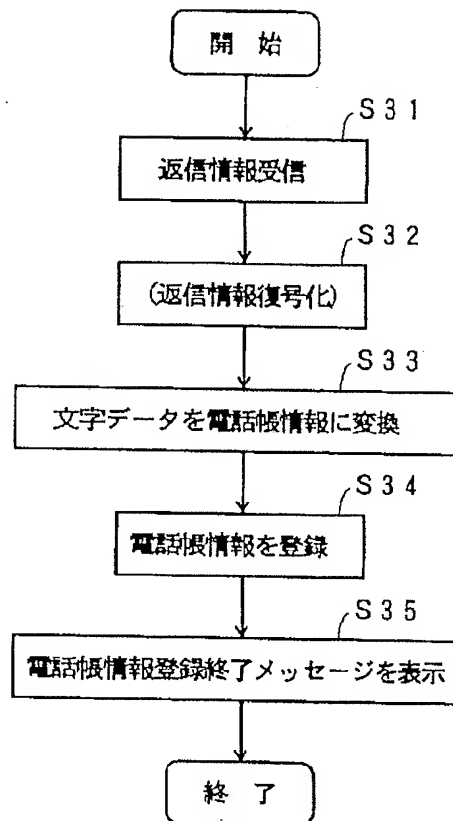 開 始
S31
返信情報受信
S32
(返信情報復号化)
S33
文字データを電話帳情報に変換
S34
電話帳情報を登録
S35
電話帳情報登録終了メッセージを表示
終 了